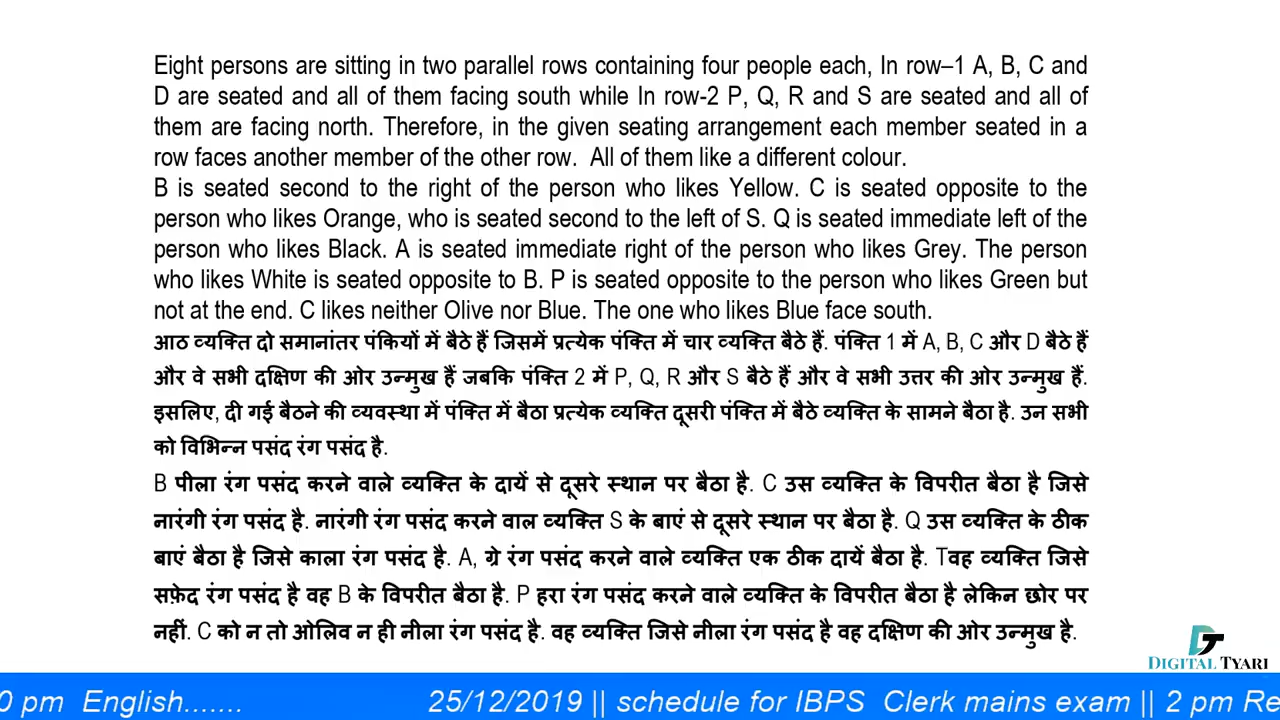 Eight persons are sitting in two parallel rows containing four people each, In row–1 A, B, C and
D are seated and all of them facing south while In row-2 P, Q, R and S are seated and all of
them are facing north. Therefore, in the given seating arrangement each member seated in a
row faces another member of the other row.  All of them like a different colour.
B is seated second to the right of the person who likes Yellow. C is seated opposite to the
person who likes Orange, who is seated second to the left of S. Q is seated immediate left of the
person who likes Black. A is seated immediate right of the person who likes Grey. The person
who likes White is seated opposite to B. P is seated opposite to the person who likes Green but
not at the end. C likes neither Olive nor Blue. The one who likes Blue face south.
आठ व्यक्ति दो समानांतर पंकियों में बैठे हैं जिसमें प्रत्येक पंक्ति में चार व्यक्ति बैठे हैं. पंक्ति 1 में A, B, C और D बैठे हैं
और वे सभी दक्षिण की ओर उन्मुख हैं जबकि पंक्ति 2 में P, Q, R और S बैठे हैं और वे सभी उत्तर की ओर उन्मुख हैं.
इसलिए, दी गई बैठने की व्यवस्था में पंक्ति में बैठा प्रत्येक व्यक्ति दूसरी पंक्ति में बैठे व्यक्ति के सामने बैठा है. उन सभी
को विभिन्न पसंद रंग पसंद है.
B पीला रंग पसंद करने वाले व्यक्ति के दायें से दूसरे स्थान पर बैठा है. C उस व्यक्ति के विपरीत बैठा है जिसे
नारंगी रंग पसंद है. नारंगी रंग पसंद करने वाल व्यक्ति S के बाएं से दूसरे स्थान पर बैठा है. Q उस व्यक्ति के ठीक
बाएं बैठा है जिसे काला रंग पसंद है. A, ग्रे रंग पसंद करने वाले व्यक्ति एक ठीक दायें बैठा है. Tवह व्यक्ति जिसे
सफ़ेद रंग पसंद है वह B के विपरीत बैठा है. P हरा रंग पसंद करने वाले व्यक्ति के विपरीत बैठा है लेकिन छोर पर
नहीं. C को न तो ओलिव न ही नीला रंग पसंद है. वह व्यक्ति जिसे नीला रंग पसंद है वह दक्षिण की ओर उन्मुख है.
DIGITAL TYARI
0 pm  English.......  25/12/2019 || schedule for IBPS  Clerk mains exam || 2 pm Re